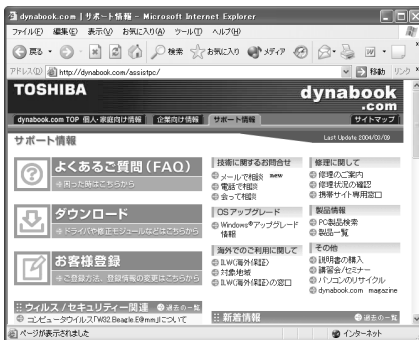 dynabook.com | サポート情報 - Microsoft Internet Explorer
ファイル(F) 編集(E) 表示(V) お気に入り(A) ツール(T) ヘルプ(H)
戻る 検索 お気に入り メディア
アドレス(D) http://dynabook.com/assistpc/ 移動 リンク
TOSHIBA dynabook.com
dynabook.com TOP 個人・家庭向け情報 企業向け情報 サポート情報 サイトマップ
サポート情報 Last Update 2004/03/09
よくあるご質問(FAQ)
困った時はこちらから
ダウンロード
ドライバや修正モジュールなどはこちらから
お客様登録
ご登録方法、登録情報の変更はこちらから
技術に関するお問合せ
メールで相談 new
電話で相談
会って相談
OSアップグレード
Windows®アップグレード情報
海外でのご利用に関して
ILW(海外保証)
対象地域
ILW(海外保証)の窓口
修理に関して
修理のご案内
修理状況の確認
携帯サイト専用窓口
製品情報
PC製品検索
製品一覧
その他
説明書の購入
講習会/セミナー
パソコンのリサイクル
dynabook.com magazine
ウィルス/セキュリティー関連 過去の一覧
コンピュータウイルス「W32.Beagle.E@mm」について
新着情報 過去の一覧
ページが表示されました インターネット